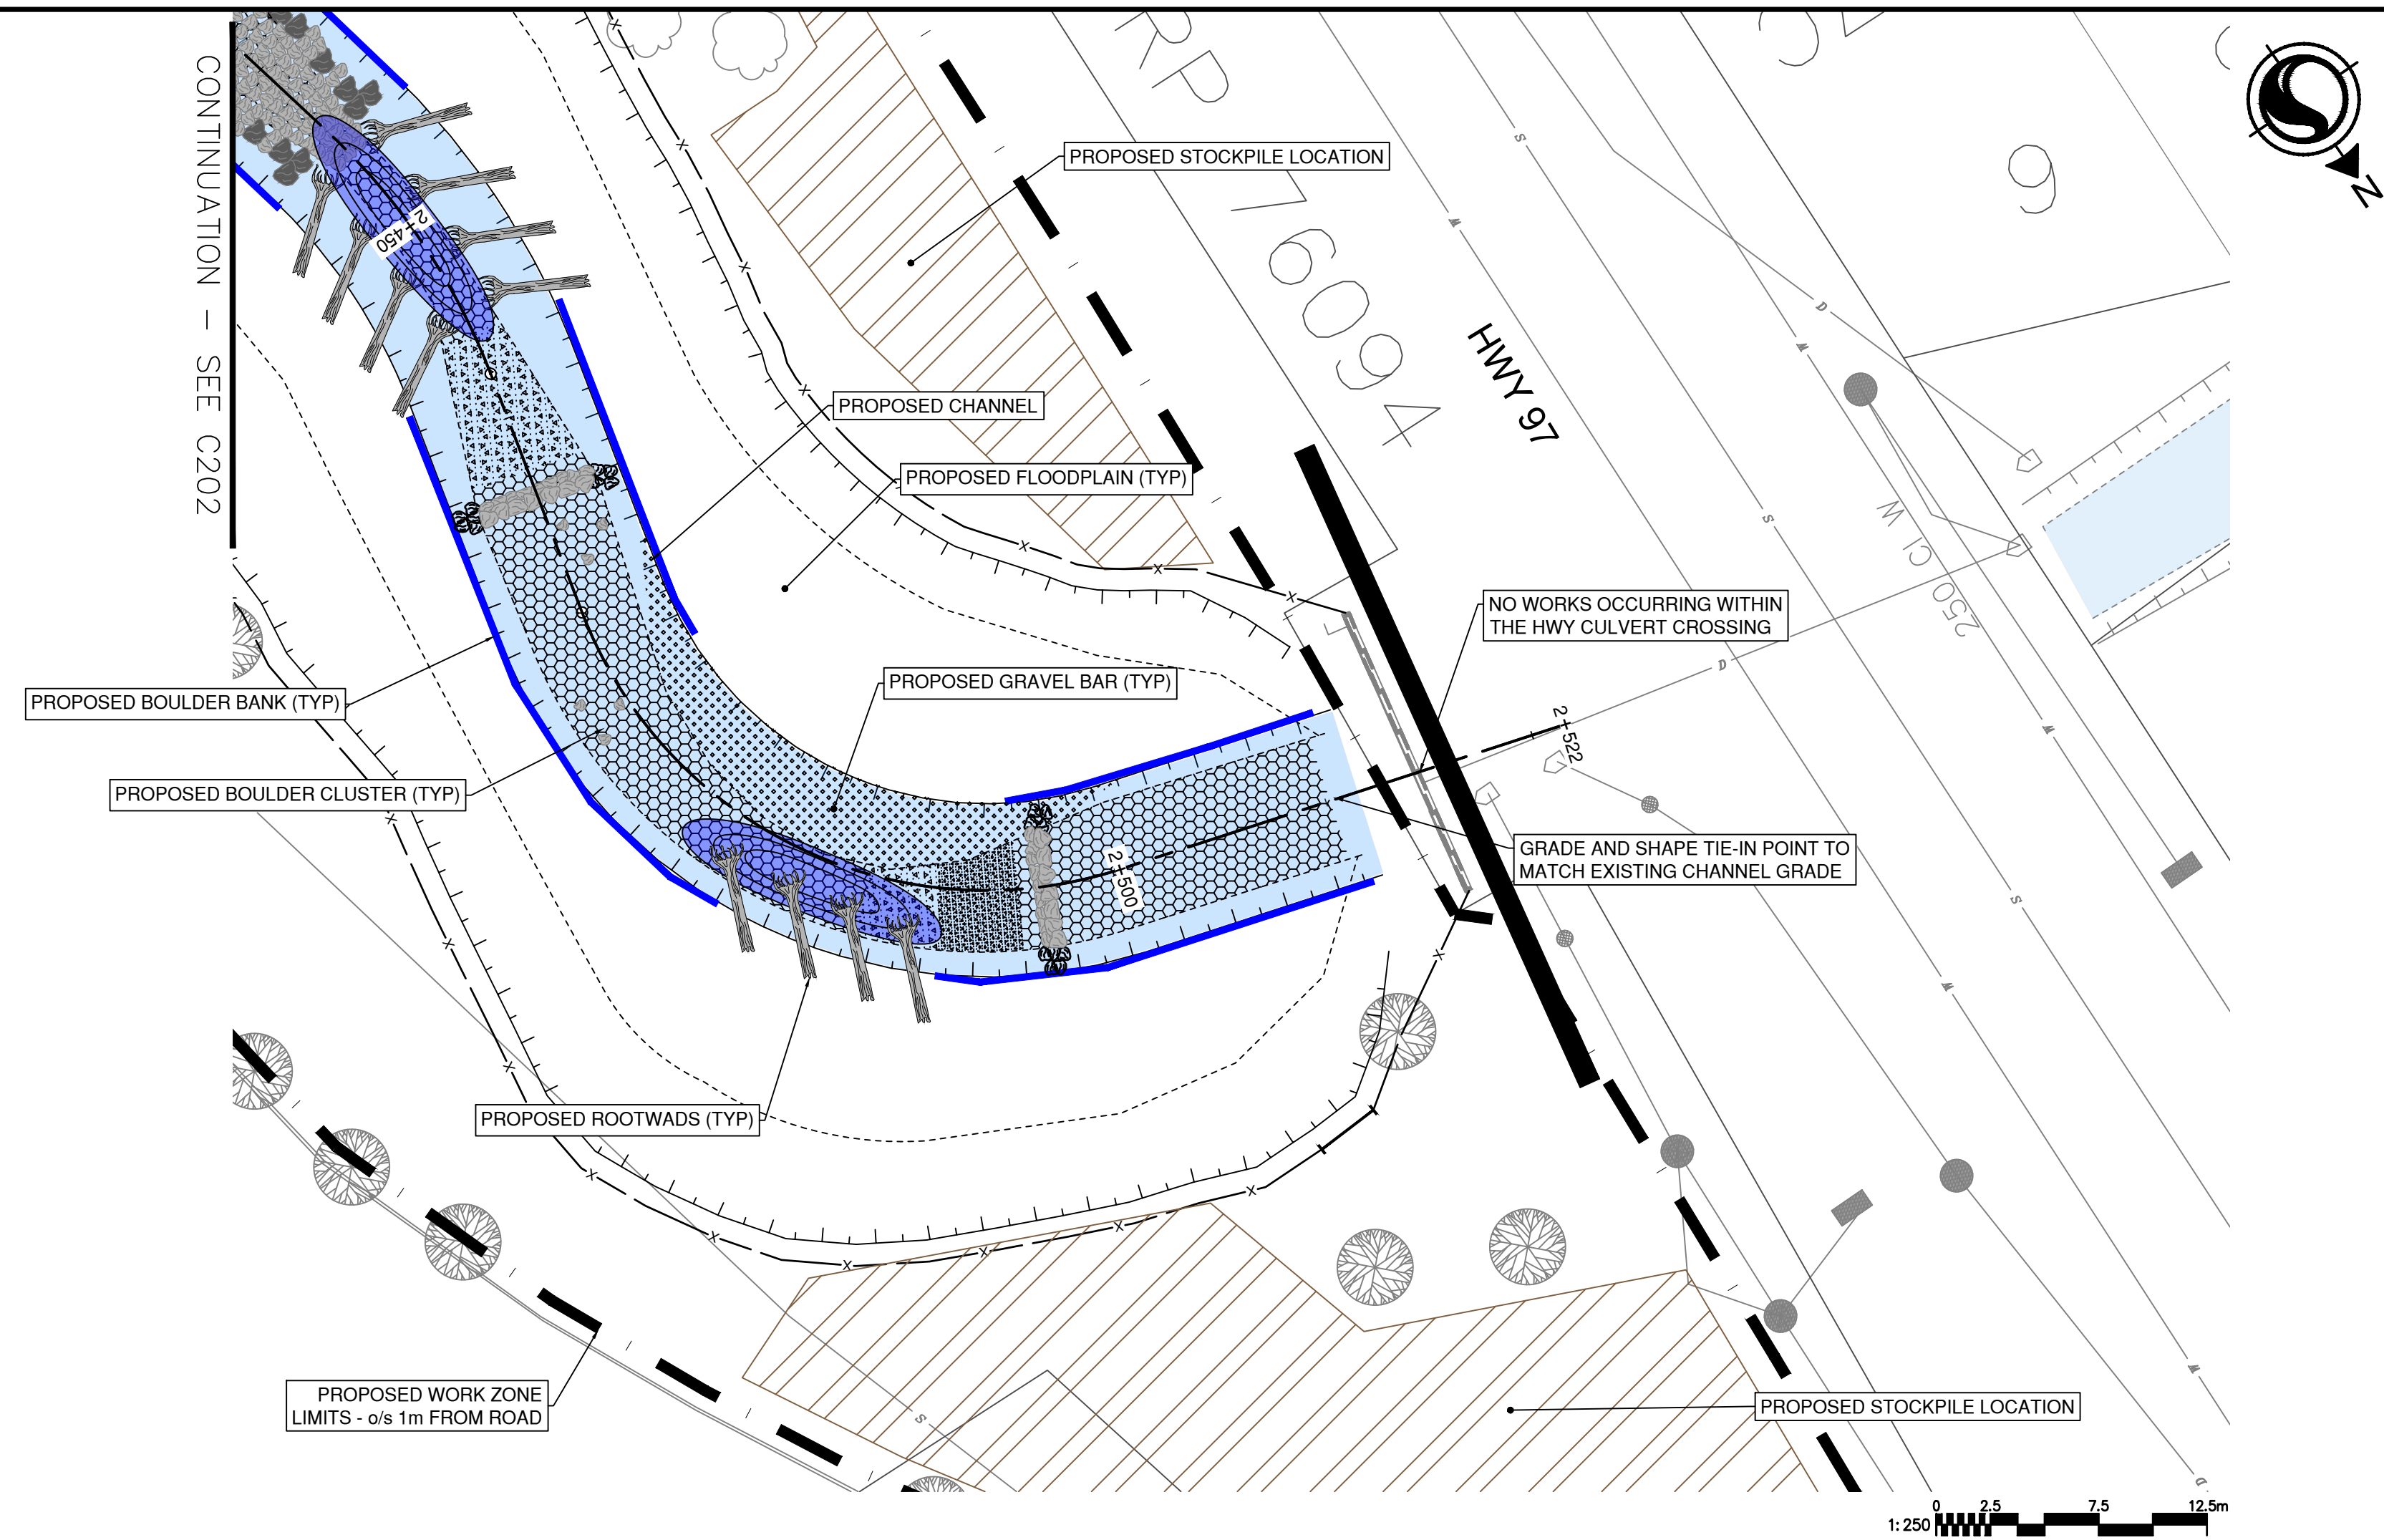 CONTINUATION – SEE C202
PROPOSED STOCKPILE LOCATION
PROPOSED CHANNEL
PROPOSED FLOODPLAIN (TYP)
HWY 97
NO WORKS OCCURRING WITHIN
THE HWY CULVERT CROSSING
PROPOSED GRAVEL BAR (TYP)
PROPOSED BOULDER BANK (TYP)
PROPOSED BOULDER CLUSTER (TYP)
GRADE AND SHAPE TIE-IN POINT TO
MATCH EXISTING CHANNEL GRADE
PROPOSED ROOTWADS (TYP)
PROPOSED WORK ZONE
LIMITS - o/s 1m FROM ROAD
PROPOSED STOCKPILE LOCATION
2+450
2+500
2+522
RP 76094
9
250 CI W
N
0 2.5 7.5 12.5m
1:250